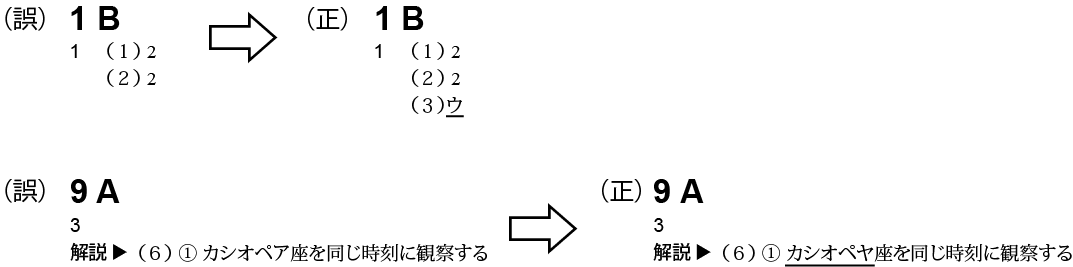 (誤) 1 B (正) 1 B
1 (1) 2 1 (1) 2
(2) 2 (2) 2
(3) ウ
(誤) 9 A (正) 9 A
3 3
解説▶(6)① カシオペア座を同じ時刻に観察する 解説▶(6)① カシオペヤ座を同じ時刻に観察する